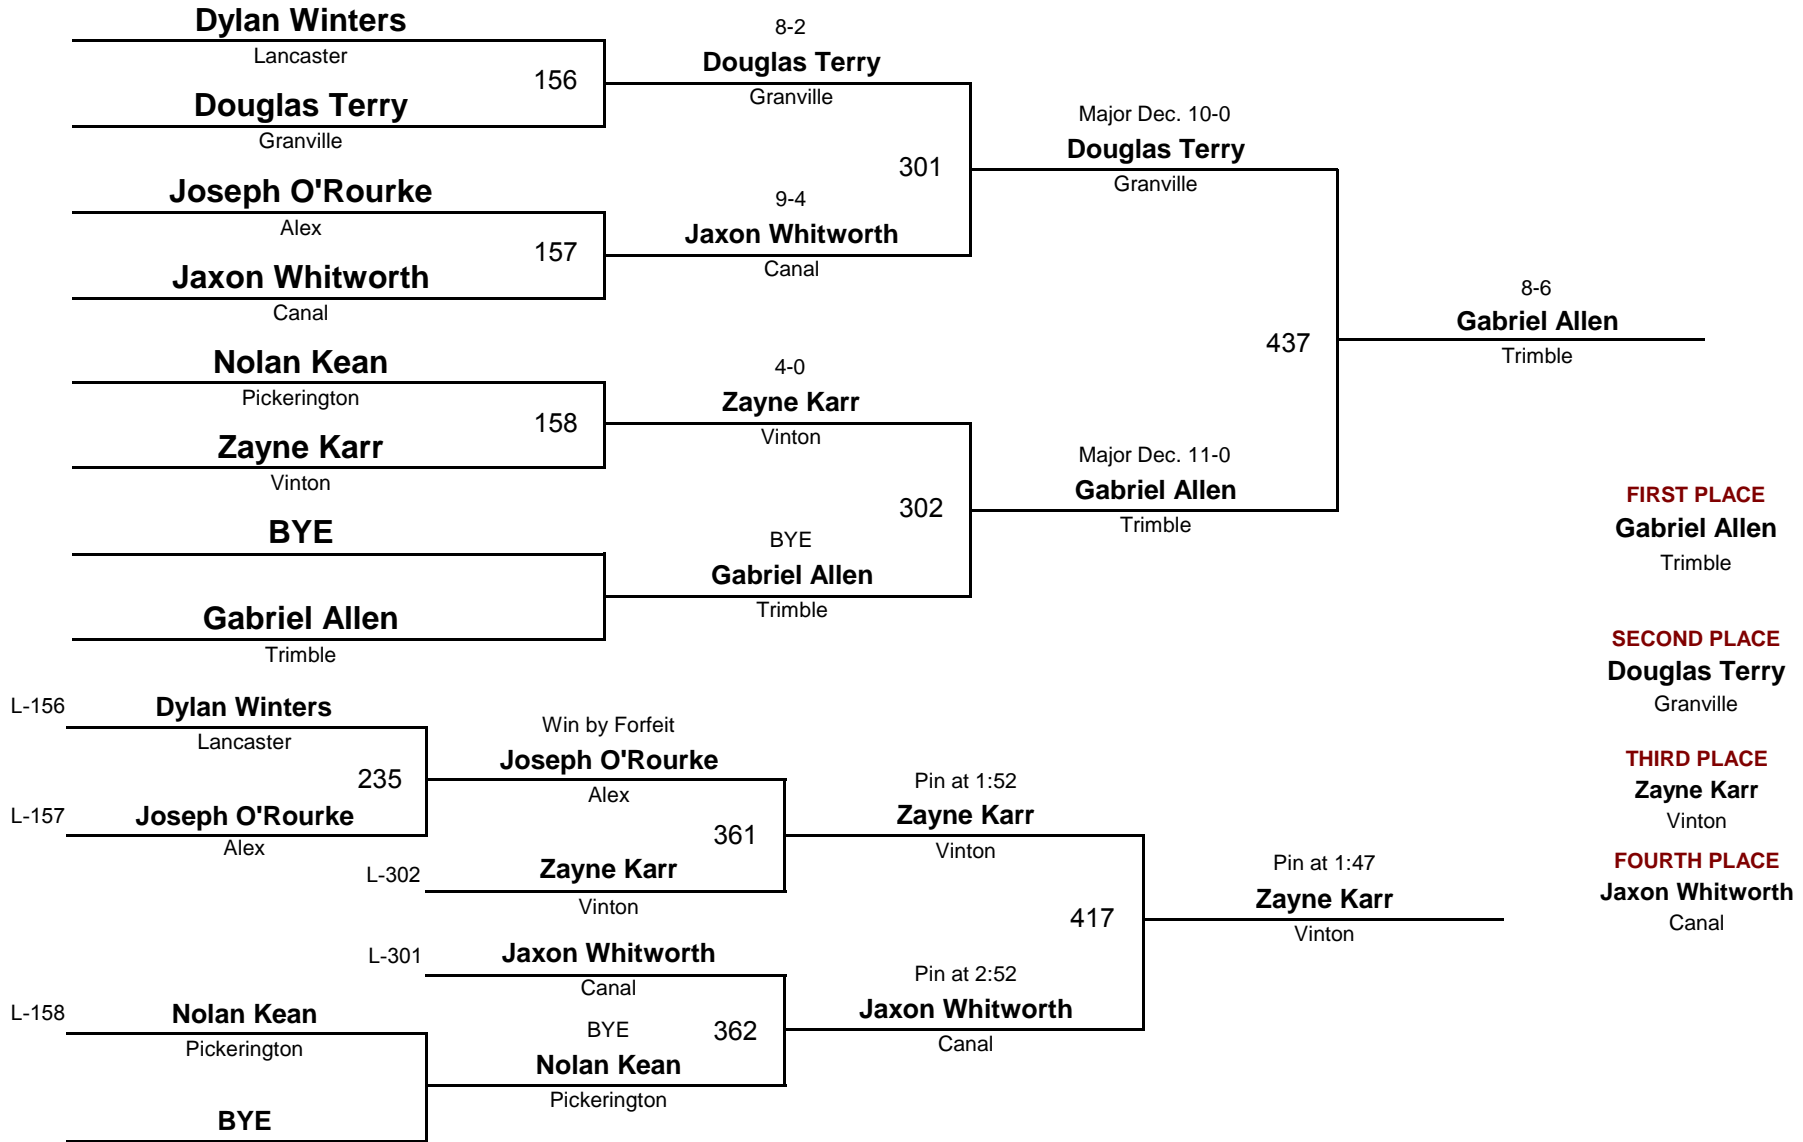 Dylan Winters
Lancaster
156
Douglas Terry
Granville
8-2
Douglas Terry
Granville
Joseph O'Rourke
Alex
157
Jaxon Whitworth
Canal
9-4
Jaxon Whitworth
Canal
301
Major Dec. 10-0
Douglas Terry
Granville
Nolan Kean
Pickerington
158
Zayne Karr
Vinton
4-0
Zayne Karr
Vinton
BYE
Gabriel Allen
Trimble
BYE
Gabriel Allen
Trimble
302
Major Dec. 11-0
Gabriel Allen
Trimble
437
8-6
Gabriel Allen
Trimble
FIRST PLACE
Gabriel Allen
Trimble
SECOND PLACE
Douglas Terry
Granville
THIRD PLACE
Zayne Karr
Vinton
FOURTH PLACE
Jaxon Whitworth
Canal
L-156
Dylan Winters
Lancaster
235
L-157
Joseph O'Rourke
Alex
Win by Forfeit
Joseph O'Rourke
Alex
361
L-302
Zayne Karr
Vinton
Pin at 1:52
Zayne Karr
Vinton
L-301
Jaxon Whitworth
Canal
L-158
Nolan Kean
Pickerington
BYE
BYE
Nolan Kean
Pickerington
362
Pin at 2:52
Jaxon Whitworth
Canal
417
Pin at 1:47
Zayne Karr
Vinton